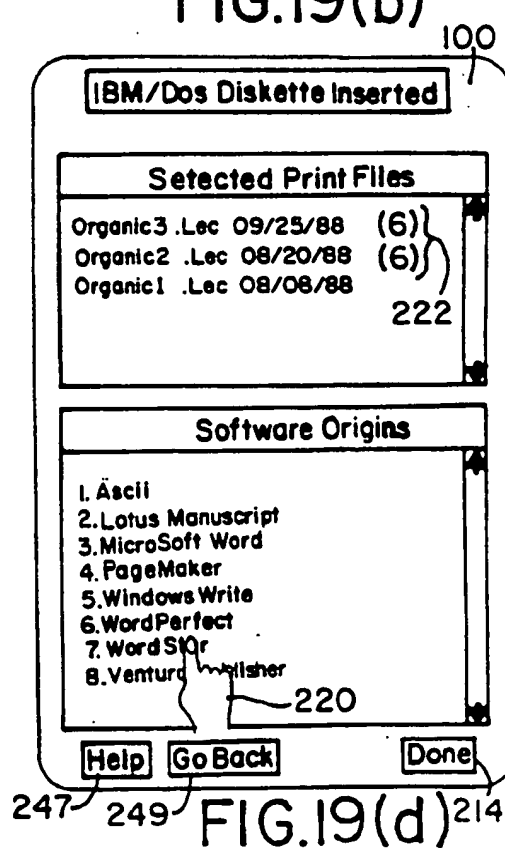 FIG.19(b)
100
IBM/Dos Diskette Inserted
Setected Print Files
Organic3 .Lec 09/25/88 (6)
Organic2 .Lec 08/20/88 (6)
Organic1 .Lec 08/08/88
222
Software Origins
1. Ascii
2. Lotus Manuscript
3. MicroSoft Word
4. PageMaker
5. Windows Write
6. WordPerfect
7. Word Star
8. Ventura
220
Help Go Back Done
247 249 FIG.19(d) 214